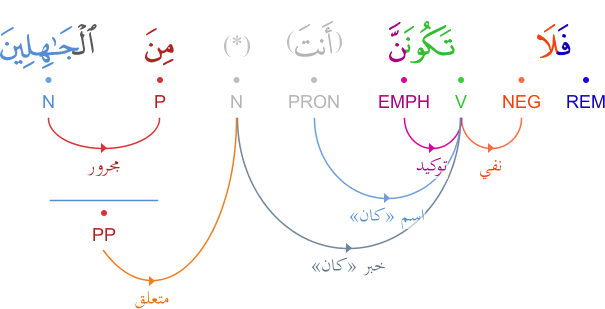 فَلَا تَكُونَنَّ (أَنتَ) (*) مِنَ ٱلْجَـٰهِلِينَ
REM NEG V EMPH PRON N P N
نفي توكيد مجرور
اسم «كان»
PP
خبر «كان»
متعلق